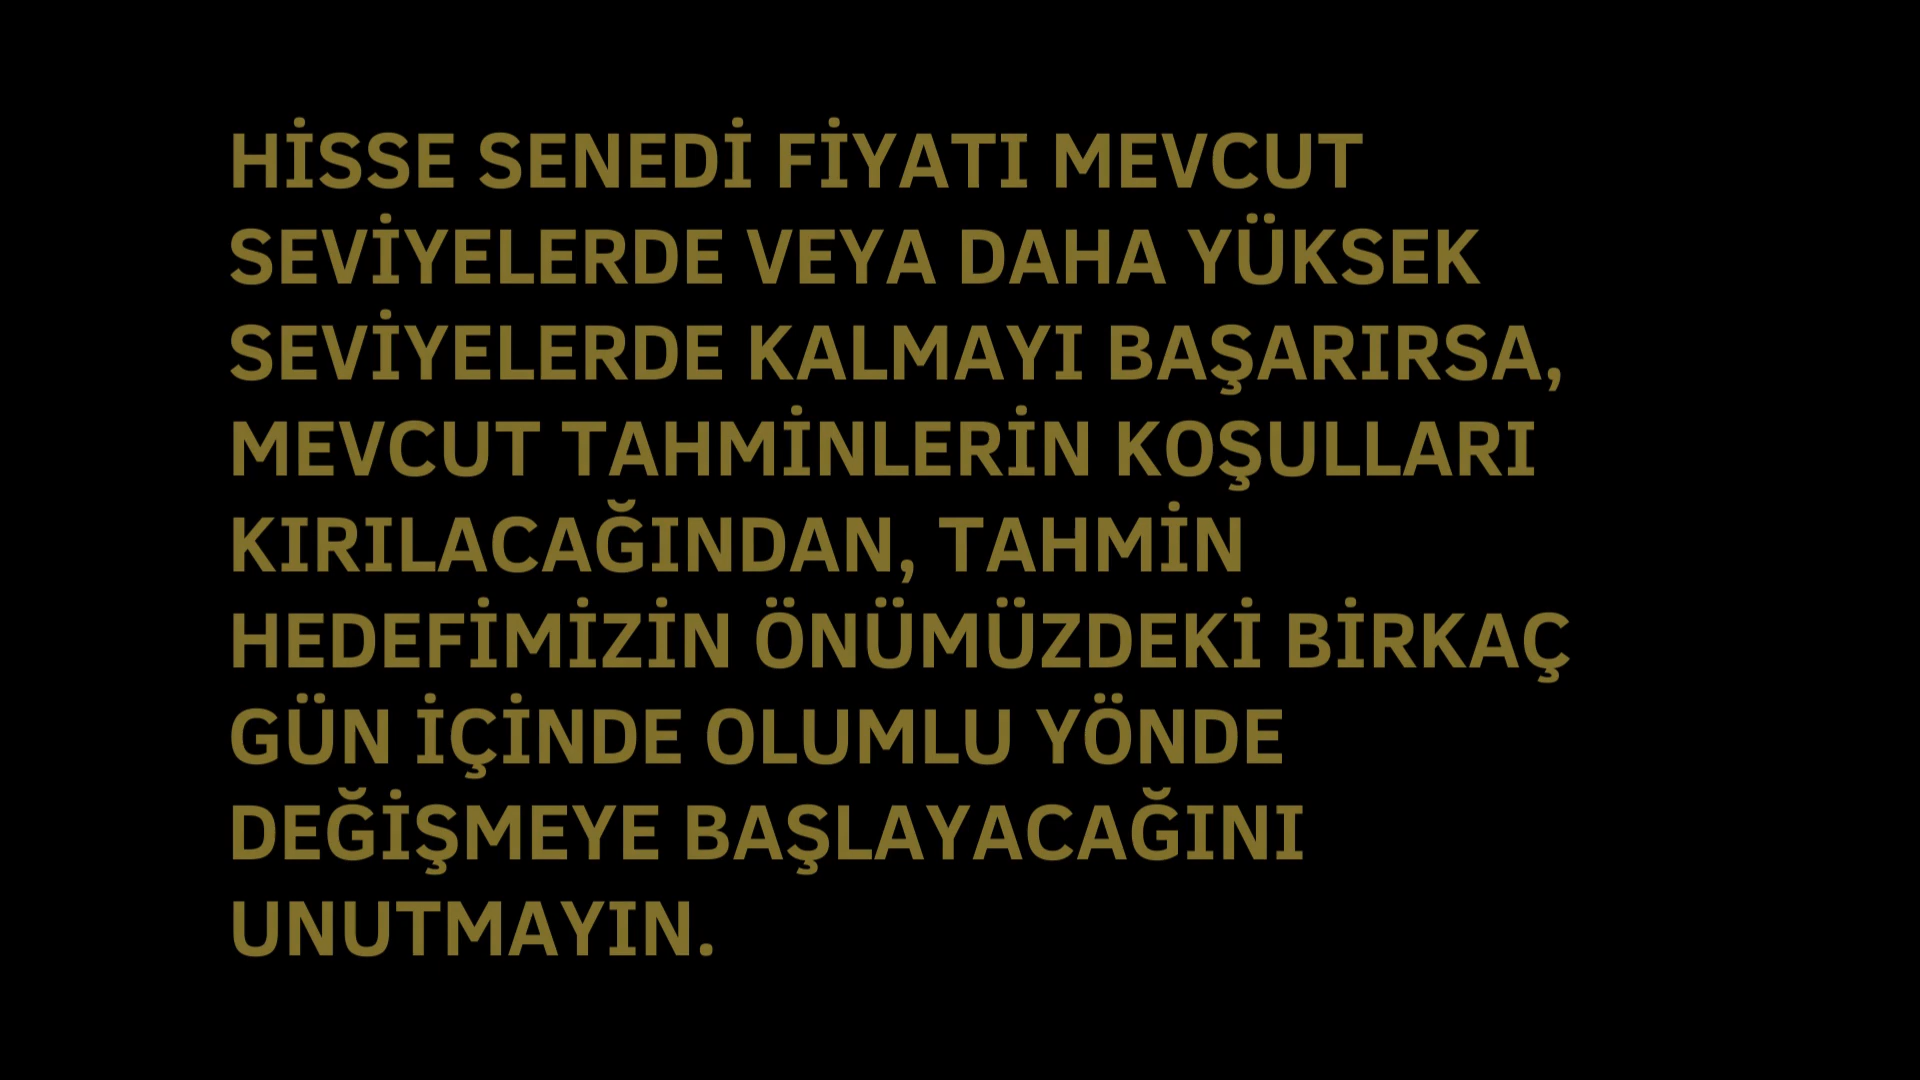 HİSSE SENEDİ FİYATI MEVCUT
SEVİYELERDE VEYA DAHA YÜKSEK
SEVİYELERDE KALMAYI BAŞARIRSA,
MEVCUT TAHMİNLERİN KOŞULLARI
KIRILACAĞINDAN, TAHMİN
HEDEFİMİZİN ÖNÜMÜZDEKİ BİRKAÇ
GÜN İÇİNDE OLUMLU YÖNDE
DEĞİŞMEYE BAŞLAYACAĞINI
UNUTMAYIN.